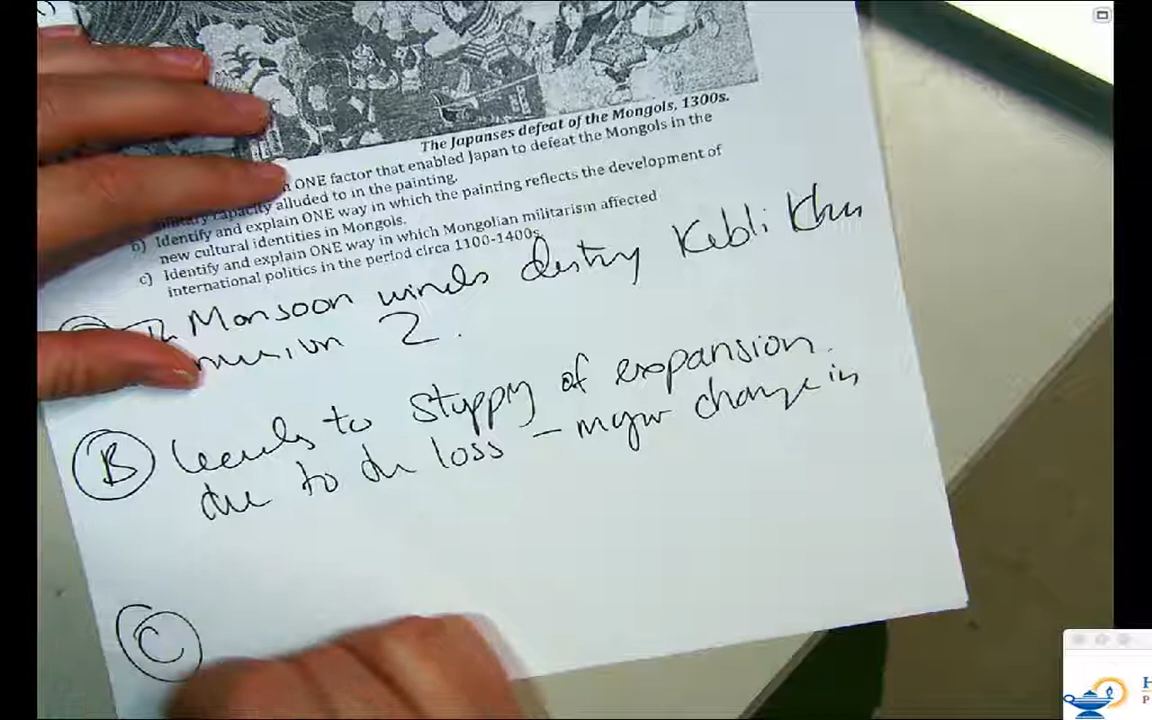 The Japanses defeat of the Mongols, 1300s.
ONE factor that enabled Japan to defeat the Mongols in the
military capacity alluded to in the painting.
b) Identify and explain ONE way in which the painting reflects the development of
new cultural identities in Mongols.
c) Identify and explain ONE way in which Mongolian militarism affected
international politics in the period circa 1100-1400s.
Monsoon winds destroy Kebli Khan
invasion 2.
B leads to stopping of expansion.
due to the loss – major change in
C
H
P